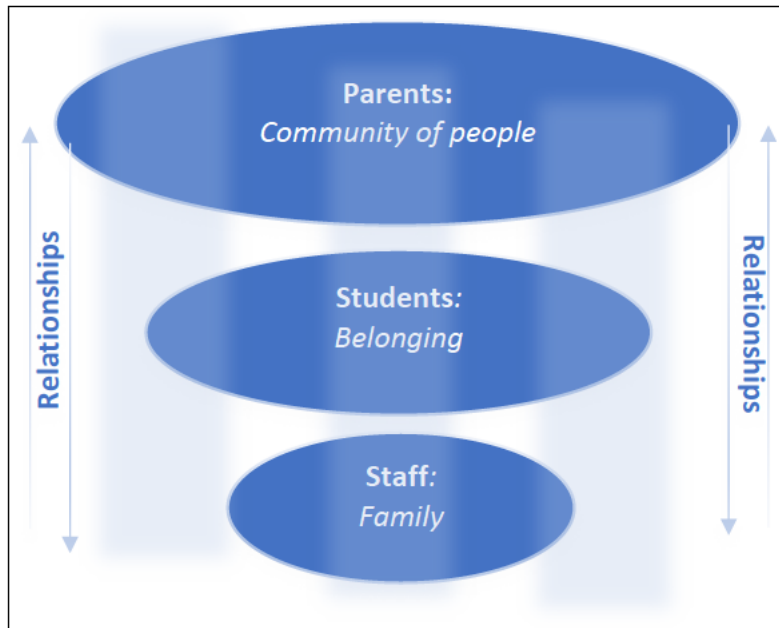 Parents:
Community of people
Relationships
Relationships
Students:
Belonging
Staff:
Family